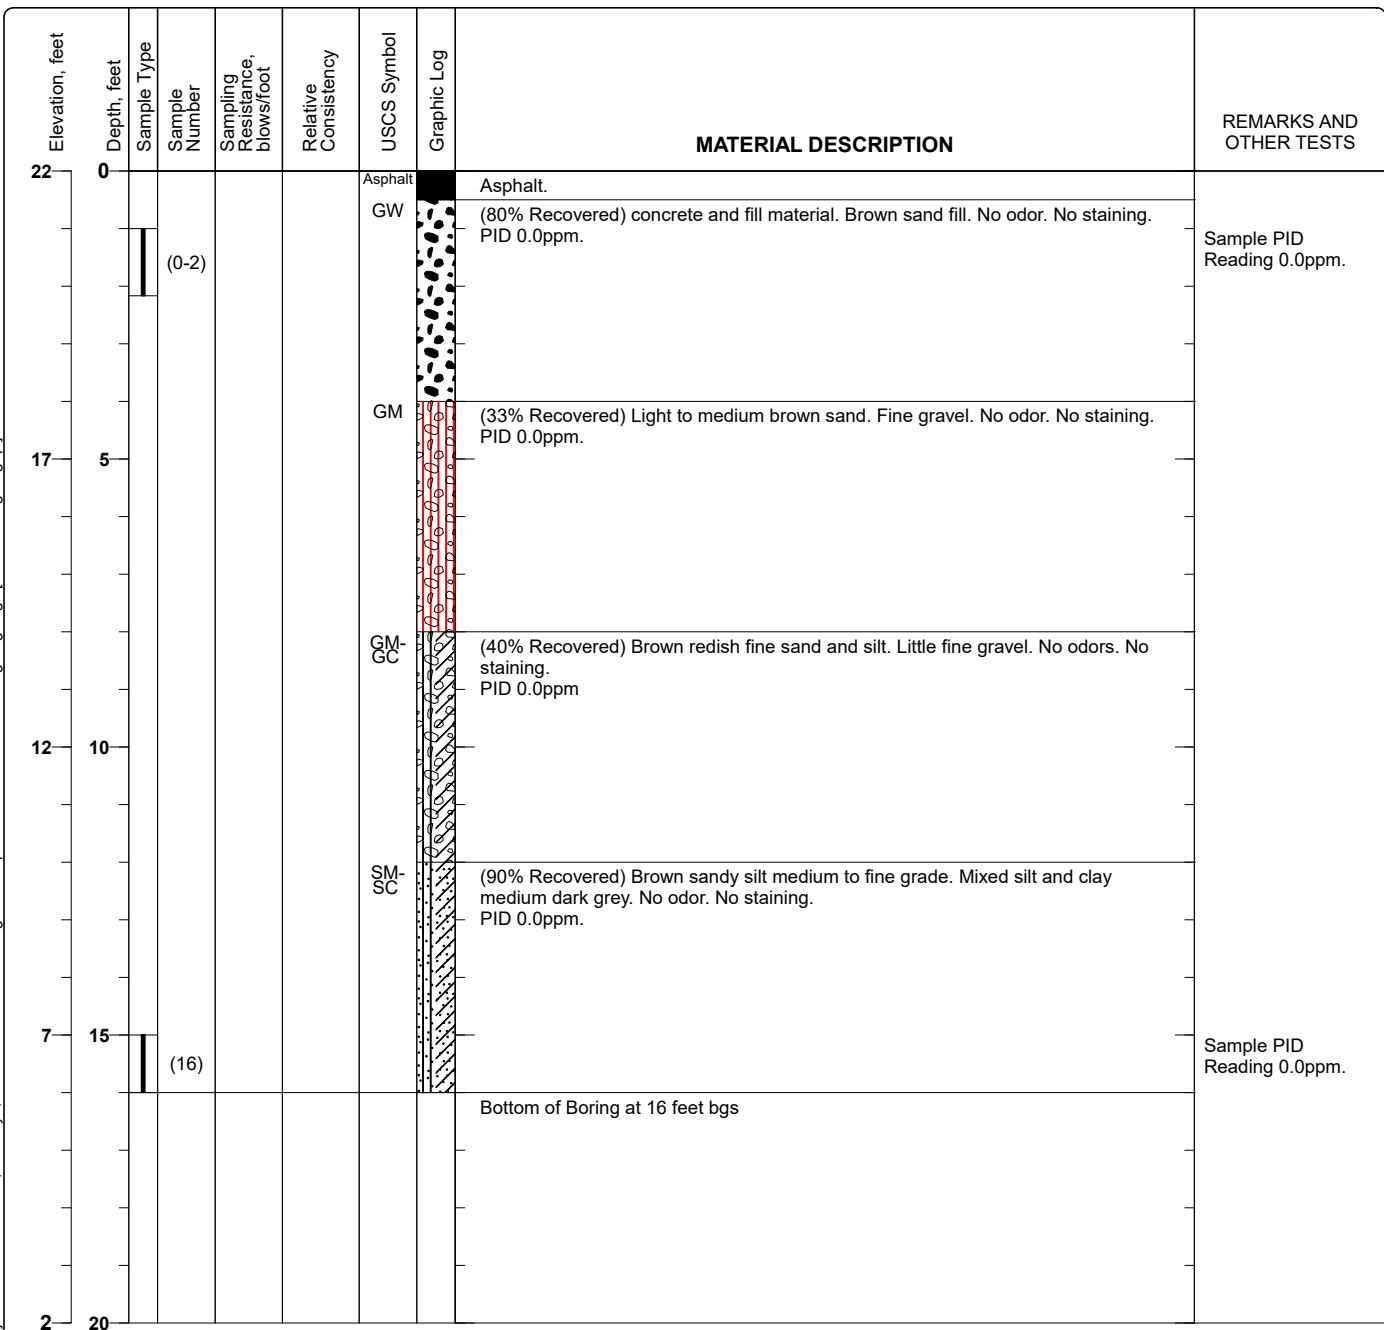 Elevation, feet
Depth, feet
Sample Type
Sample
Number
Sampling
Resistance,
blows/foot
Relative
Consistency
USCS Symbol
Graphic Log
MATERIAL DESCRIPTION
REMARKS AND
OTHER TESTS
22
0
Asphalt
Asphalt.
GW
(80% Recovered) concrete and fill material. Brown sand fill. No odor. No staining.
PID 0.0ppm.
(0-2)
Sample PID
Reading 0.0ppm.
GM
(33% Recovered) Light to medium brown sand. Fine gravel. No odor. No staining.
PID 0.0ppm.
17
5
GM-
GC
(40% Recovered) Brown redish fine sand and silt. Little fine gravel. No odors. No
staining.
PID 0.0ppm
12
10
SM-
SC
(90% Recovered) Brown sandy silt medium to fine grade. Mixed silt and clay
medium dark grey. No odor. No staining.
PID 0.0ppm.
7
15
(16)
Sample PID
Reading 0.0ppm.
Bottom of Boring at 16 feet bgs
2
20